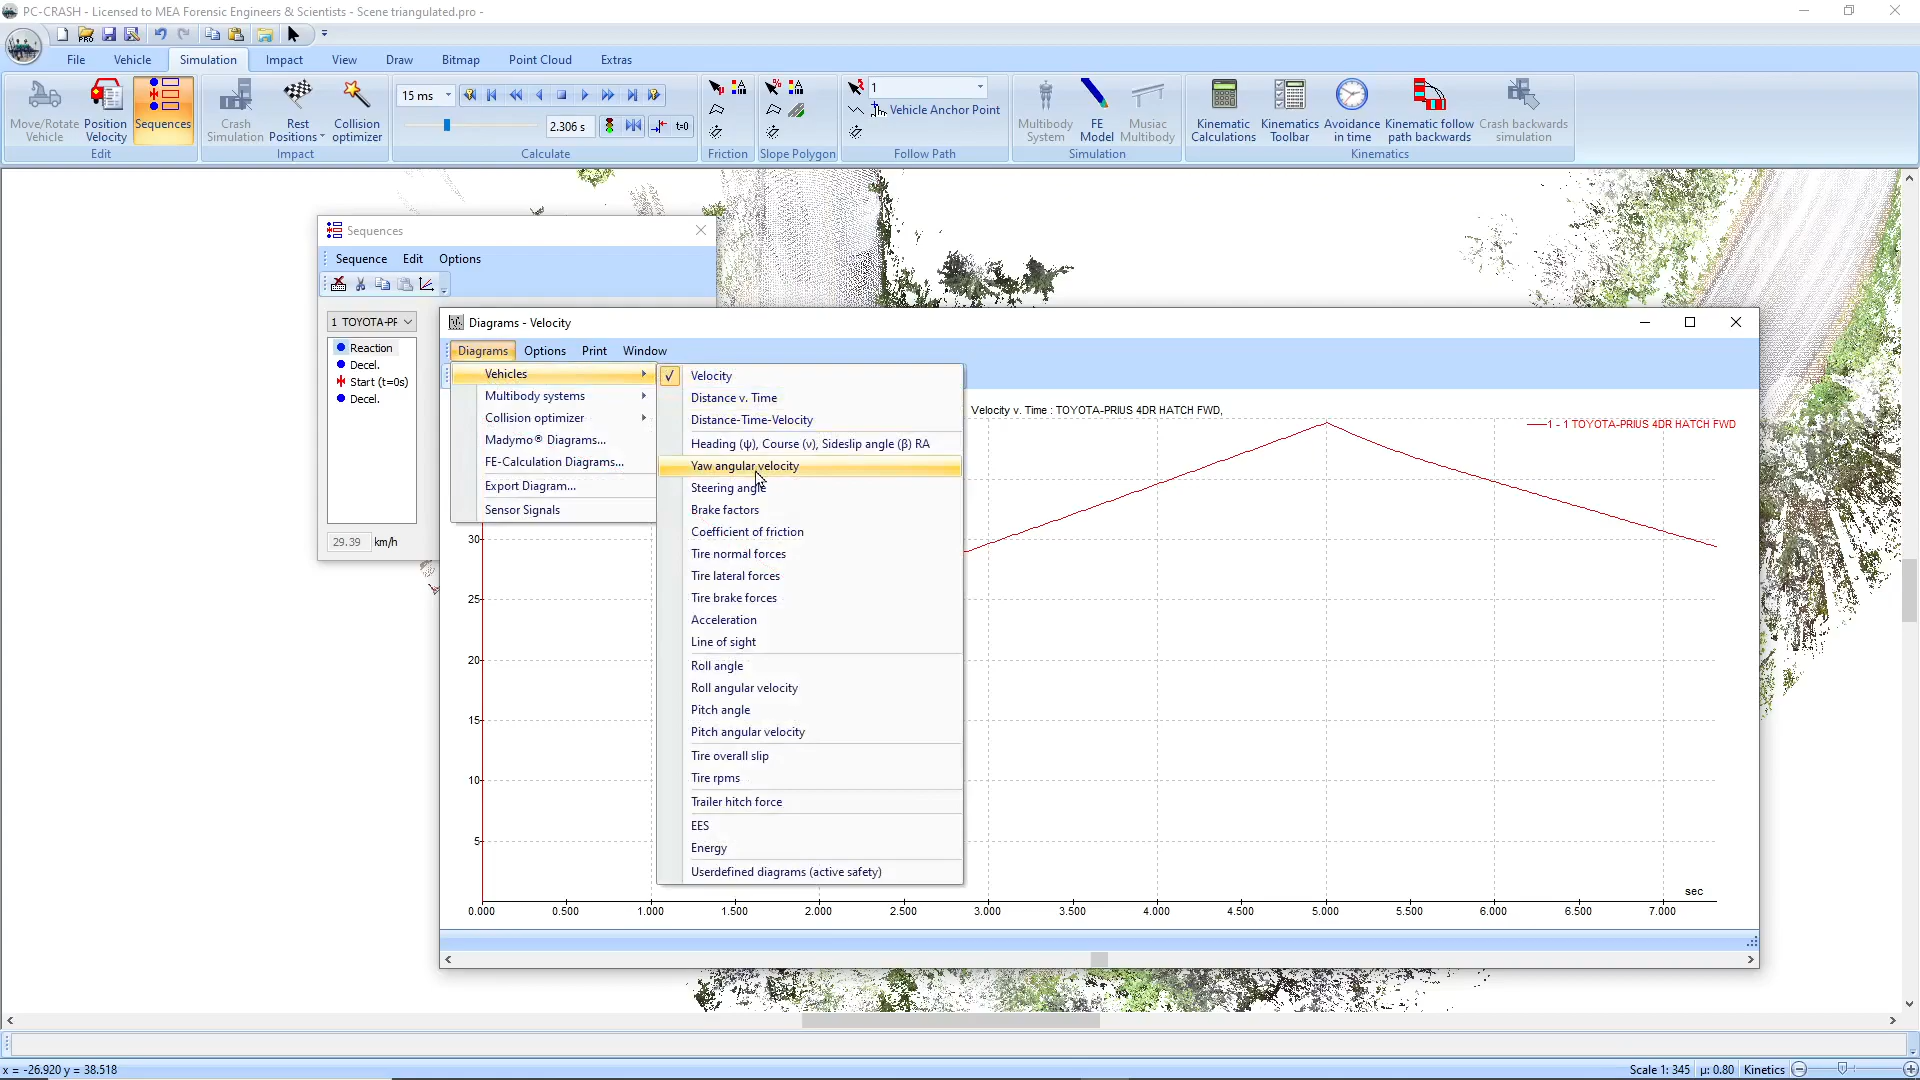 PC-CRASH - Licensed to MEA Forensic Engineers & Scientists - Scene triangulated.pro -
File Vehicle Simulation Impact View Draw Bitmap Point Cloud Extras
Move/Rotate Vehicle
Position Velocity
Sequences
Edit
Crash Simulation
Rest Positions
Collision optimizer
Impact
15 ms
2.306 s
t=0
Calculate
Friction
Slope Polygon
1
Vehicle Anchor Point
Follow Path
Multibody System
FE Model
Musiac Multibody
Simulation
Kinematic Calculations
Kinematics Toolbar
Avoidance in time
Kinematic follow path backwards
Crash backwards simulation
Kinematics
Sequences
Sequence Edit Options
1 TOYOTA-PF
Reaction
Decel.
Start (t=0s)
Decel.
29.39 km/h
Diagrams - Velocity
Diagrams Options Print Window
Vehicles
Multibody systems
Collision optimizer
Madymo® Diagrams...
FE-Calculation Diagrams...
Export Diagram...
Sensor Signals
Velocity
Distance v. Time
Distance-Time-Velocity
Heading (ψ), Course (ν), Sideslip angle (β) RA
Yaw angular velocity
Steering angle
Brake factors
Coefficient of friction
Tire normal forces
Tire lateral forces
Tire brake forces
Acceleration
Line of sight
Roll angle
Roll angular velocity
Pitch angle
Pitch angular velocity
Tire overall slip
Tire rpms
Trailer hitch force
EES
Energy
Userdefined diagrams (active safety)
Velocity v. Time : TOYOTA-PRIUS 4DR HATCH FWD,
1 - 1 TOYOTA-PRIUS 4DR HATCH FWD
30
25
20
15
10
5
sec
0.000 0.500 1.000 1.500 2.000 2.500 3.000 3.500 4.000 4.500 5.000 5.500 6.000 6.500 7.000
x = -26.920 y = 38.518
Scale 1: 345 μ: 0.80 Kinetics